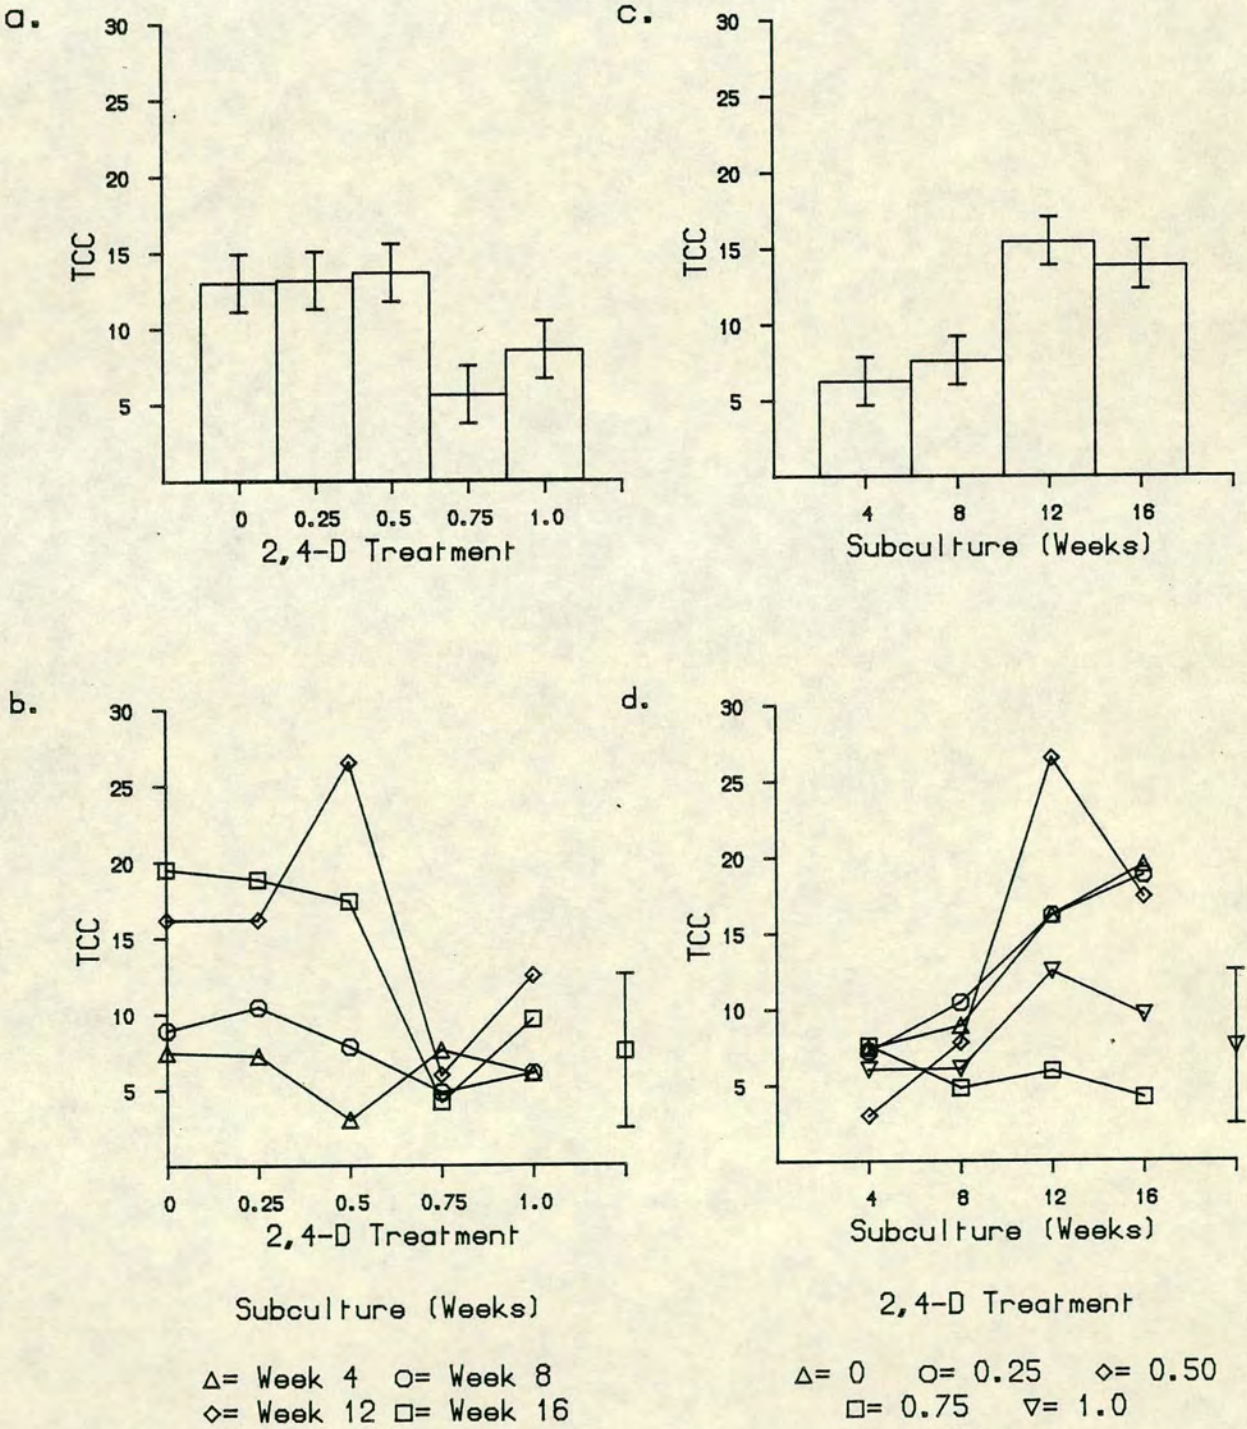 a.
30
25
20
15
10
5
TCC
0 0.25 0.5 0.75 1.0
2,4-D Treatment
c.
30
25
20
15
10
5
TCC
4 8 12 16
Subculture (Weeks)
b.
30
25
20
15
10
5
TCC
0 0.25 0.5 0.75 1.0
2,4-D Treatment
Subculture (Weeks)
△= Week 4 ○= Week 8
◇= Week 12 □= Week 16
d.
30
25
20
15
10
5
TCC
4 8 12 16
Subculture (Weeks)
2,4-D Treatment
△= 0 ○= 0.25 ◇= 0.50
□= 0.75 ▽= 1.0